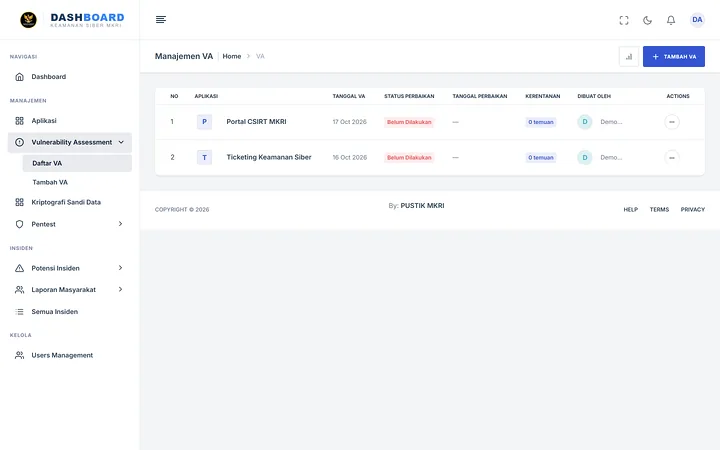 DASHBOARD
KEAMANAN SIBER MKRI
DA
NAVIGASI
Dashboard
MANAJEMEN
Aplikasi
Vulnerability Assessment
Daftar VA
Tambah VA
Kriptografi Sandi Data
Pentest
INSIDEN
Potensi Insiden
Laporan Masyarakat
Semua Insiden
KELOLA
Users Management
Manajemen VA Home > VA
TAMBAH VA
NO APLIKASI TANGGAL VA STATUS PERBAIKAN TANGGAL PERBAIKAN KERENTANAN DIBUAT OLEH ACTIONS
1 P Portal CSIRT MKRI 17 Oct 2026 Belum Dilakukan — 0 temuan D Demo...
2 T Ticketing Keamanan Siber 16 Oct 2026 Belum Dilakukan — 0 temuan D Demo...
COPYRIGHT © 2026 By: PUSTIK MKRI HELP TERMS PRIVACY